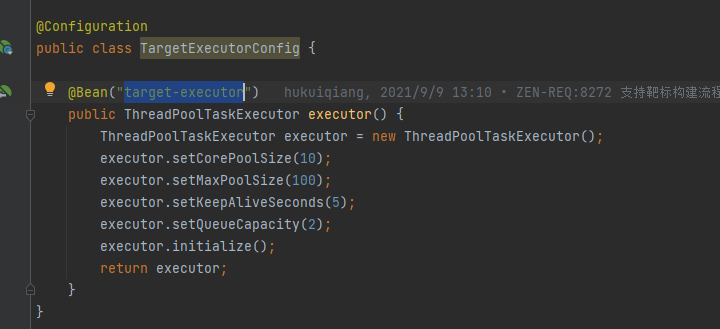 @Configuration
public class TargetExecutorConfig {
@Bean("target-executor") hukuiqiang, 2021/9/9 13:10 • ZEN-REQ:8272 支持靶标构建流程
public ThreadPoolTaskExecutor executor() {
ThreadPoolTaskExecutor executor = new ThreadPoolTaskExecutor();
executor.setCorePoolSize(10);
executor.setMaxPoolSize(100);
executor.setKeepAliveSeconds(5);
executor.setQueueCapacity(2);
executor.initialize();
return executor;
}
}